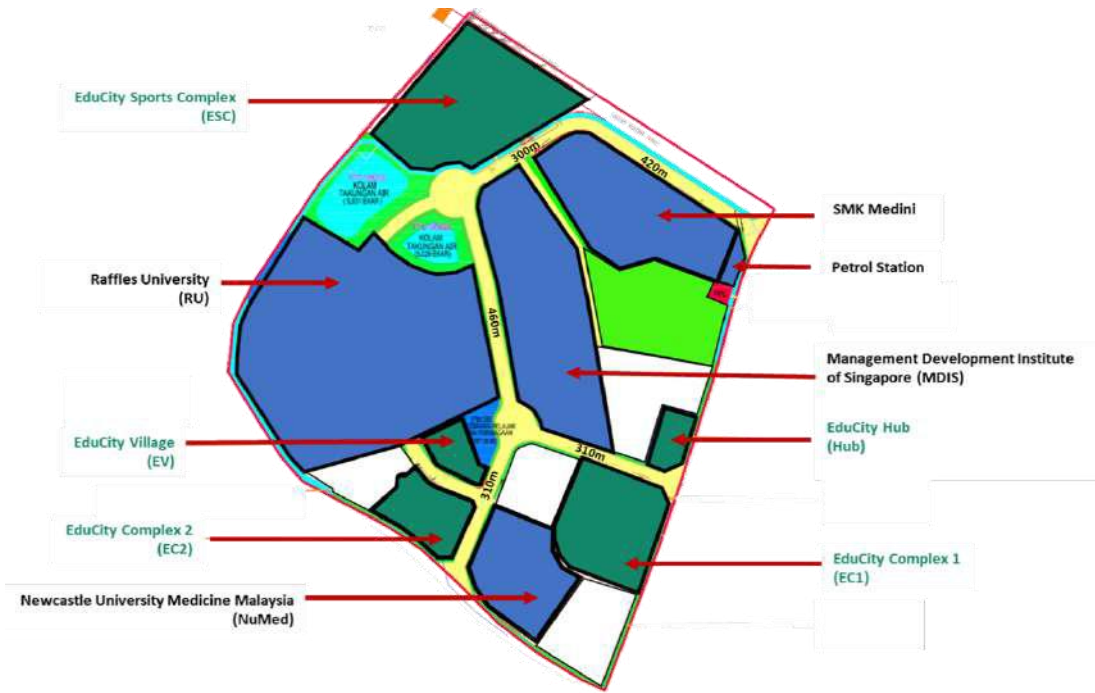 EduCity Sports Complex
(ESC)
300m
420m
KOLAM
TAKUNGAN AIR
SMK Medini
KOLAM
TAKUNGAN AIR
Petrol Station
Raffles University
(RU)
460m
Management Development Institute
of Singapore (MDIS)
EduCity Hub
(Hub)
EduCity Village
(EV)
310m
310m
EduCity Complex 2
(EC2)
EduCity Complex 1
(EC1)
Newcastle University Medicine Malaysia
(NuMed)